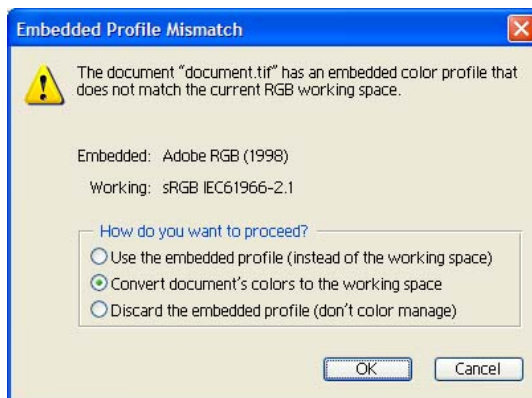 Embedded Profile Mismatch
The document "document.tif" has an embedded color profile that
does not match the current RGB working space.
Embedded: Adobe RGB (1998)
Working: sRGB IEC61966-2.1
How do you want to proceed?
Use the embedded profile (instead of the working space)
Convert document's colors to the working space
Discard the embedded profile (don't color manage)
OK Cancel